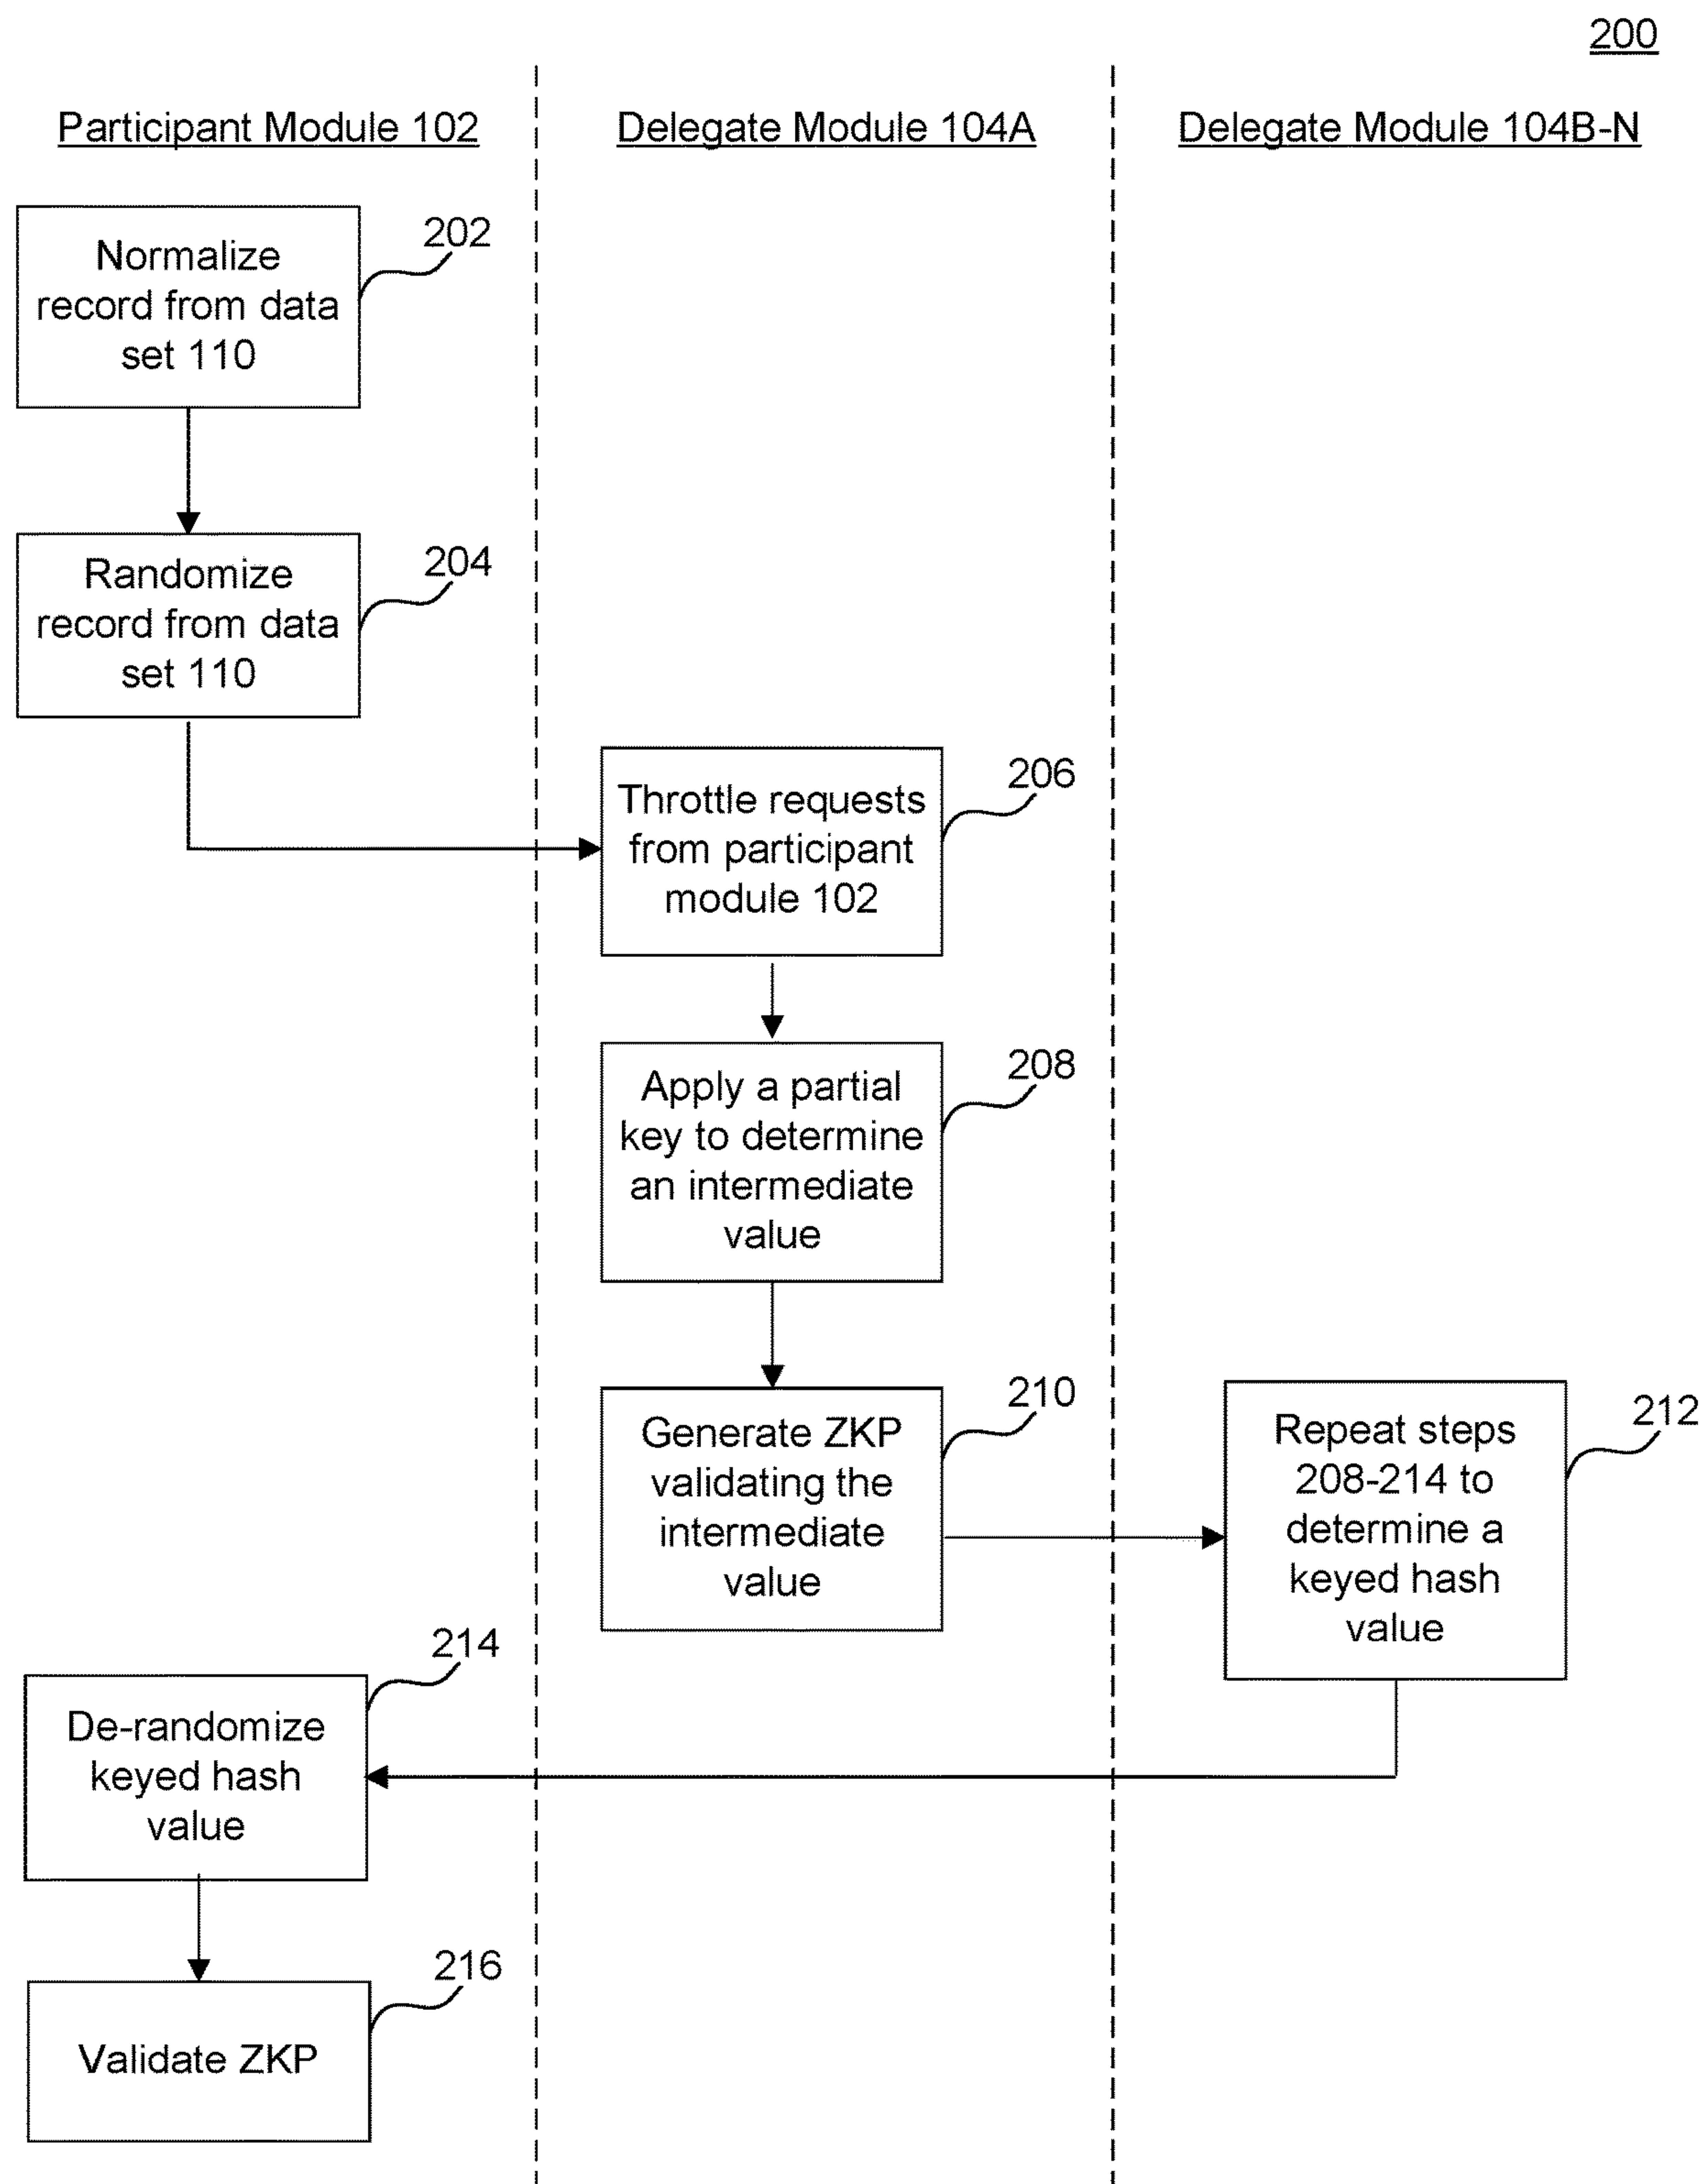 200
Participant Module 102
Delegate Module 104A
Delegate Module 104B-N
Normalize
record from data
set 110
202
Randomize
record from data
set 110
204
Throttle requests
from participant
module 102
206
Apply a partial
key to determine
an intermediate
value
208
Generate ZKP
validating the
intermediate
value
210
Repeat steps
208-214 to
determine a
keyed hash
value
212
De-randomize
keyed hash
value
214
Validate ZKP
216